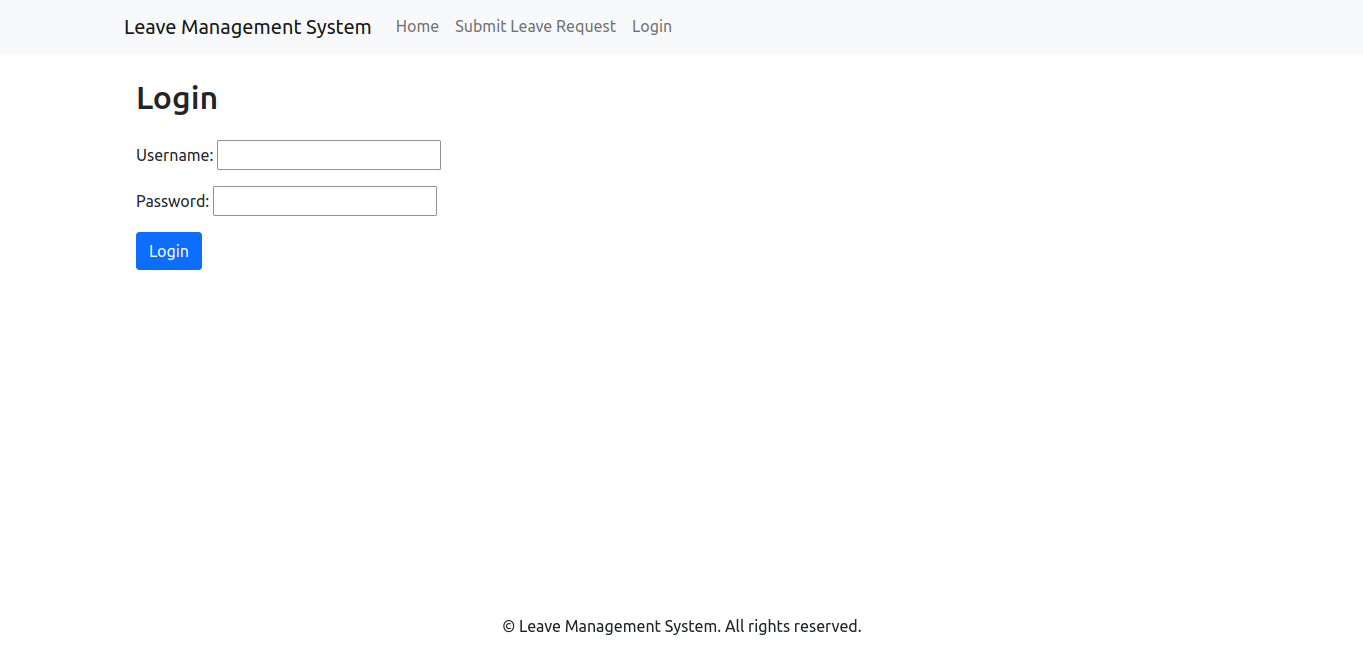 Leave Management System Home Submit Leave Request Login
Login
Username:
Password:
Login
© Leave Management System. All rights reserved.